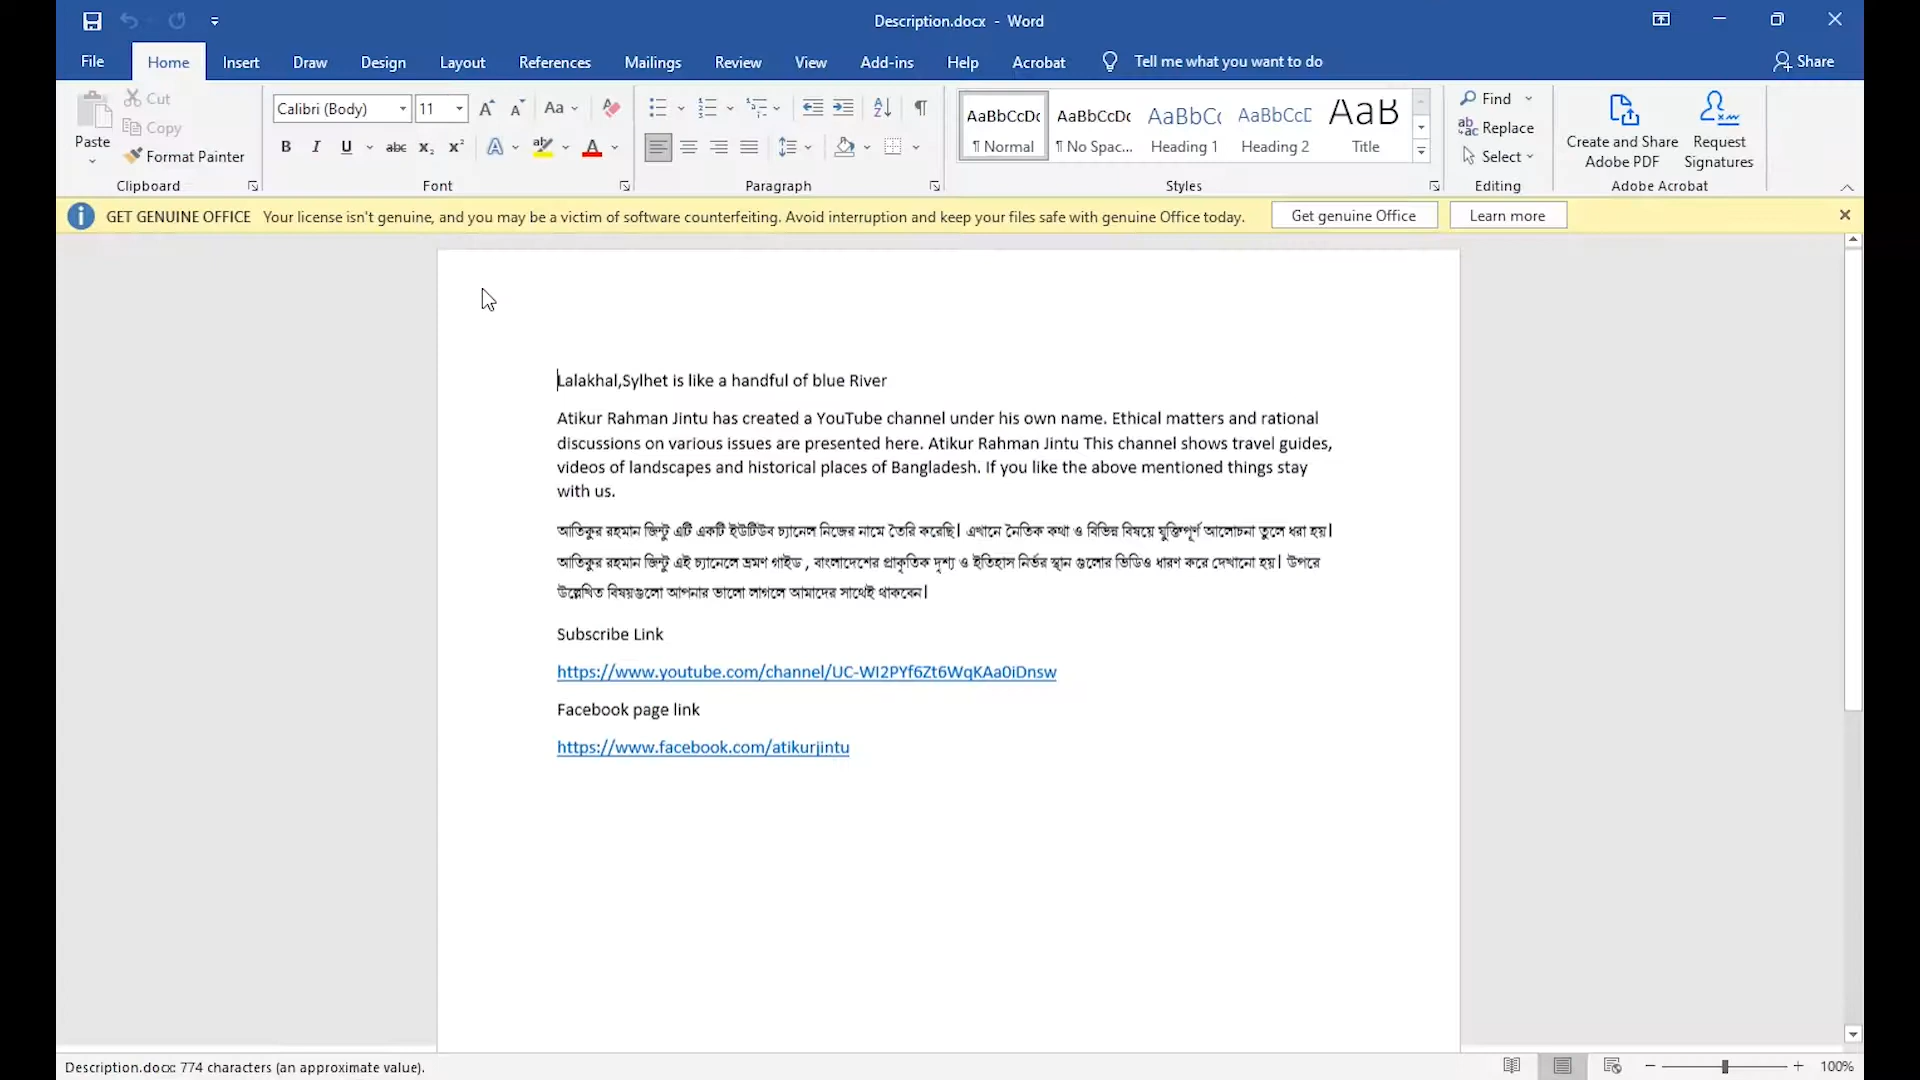 Description.docx - Word
File Home Insert Draw Design Layout References Mailings Review View Add-ins Help Acrobat Tell me what you want to do Share
Paste
Cut
Copy
Format Painter
Clipboard
Calibri (Body) 11
Font
Paragraph
AaBbCcDc AaBbCcDc AaBbCc AaBbCcD AaB
¶ Normal ¶ No Spac... Heading 1 Heading 2 Title
Styles
Find
Replace
Select
Editing
Create and Share
Adobe PDF
Request
Signatures
Adobe Acrobat
GET GENUINE OFFICE Your license isn't genuine, and you may be a victim of software counterfeiting. Avoid interruption and keep your files safe with genuine Office today. Get genuine Office Learn more
Lalakhal,Sylhet is like a handful of blue River
Atikur Rahman Jintu has created a YouTube channel under his own name. Ethical matters and rational
discussions on various issues are presented here. Atikur Rahman Jintu This channel shows travel guides,
videos of landscapes and historical places of Bangladesh. If you like the above mentioned things stay
with us.
আতিকুর রহমান জিন্টু এটি একটি ইউটিউব চ্যানেল নিজের নামে তৈরি করেছি। এখানে নৈতিক কথা ও বিভিন্ন বিষয়ে যুক্তিপূর্ণ আলোচনা তুলে ধরা হয়।
আতিকুর রহমান জিন্টু এই চ্যানেলে ভ্রমণ গাইড , বাংলাদেশের প্রাকৃতিক দৃশ্য ও ইতিহাস নির্ভর স্থান গুলোর ভিডিও ধারণ করে দেখানো হয়। উপরে
উল্লেখিত বিষয়গুলো আপনার ভালো লাগলে আমাদের সাথেই থাকবেন।
Subscribe Link
https://www.youtube.com/channel/UC-WI2PYf6Zt6WqKAa0iDnsw
Facebook page link
https://www.facebook.com/atikurjintu
Description.docx: 774 characters (an approximate value).
100%